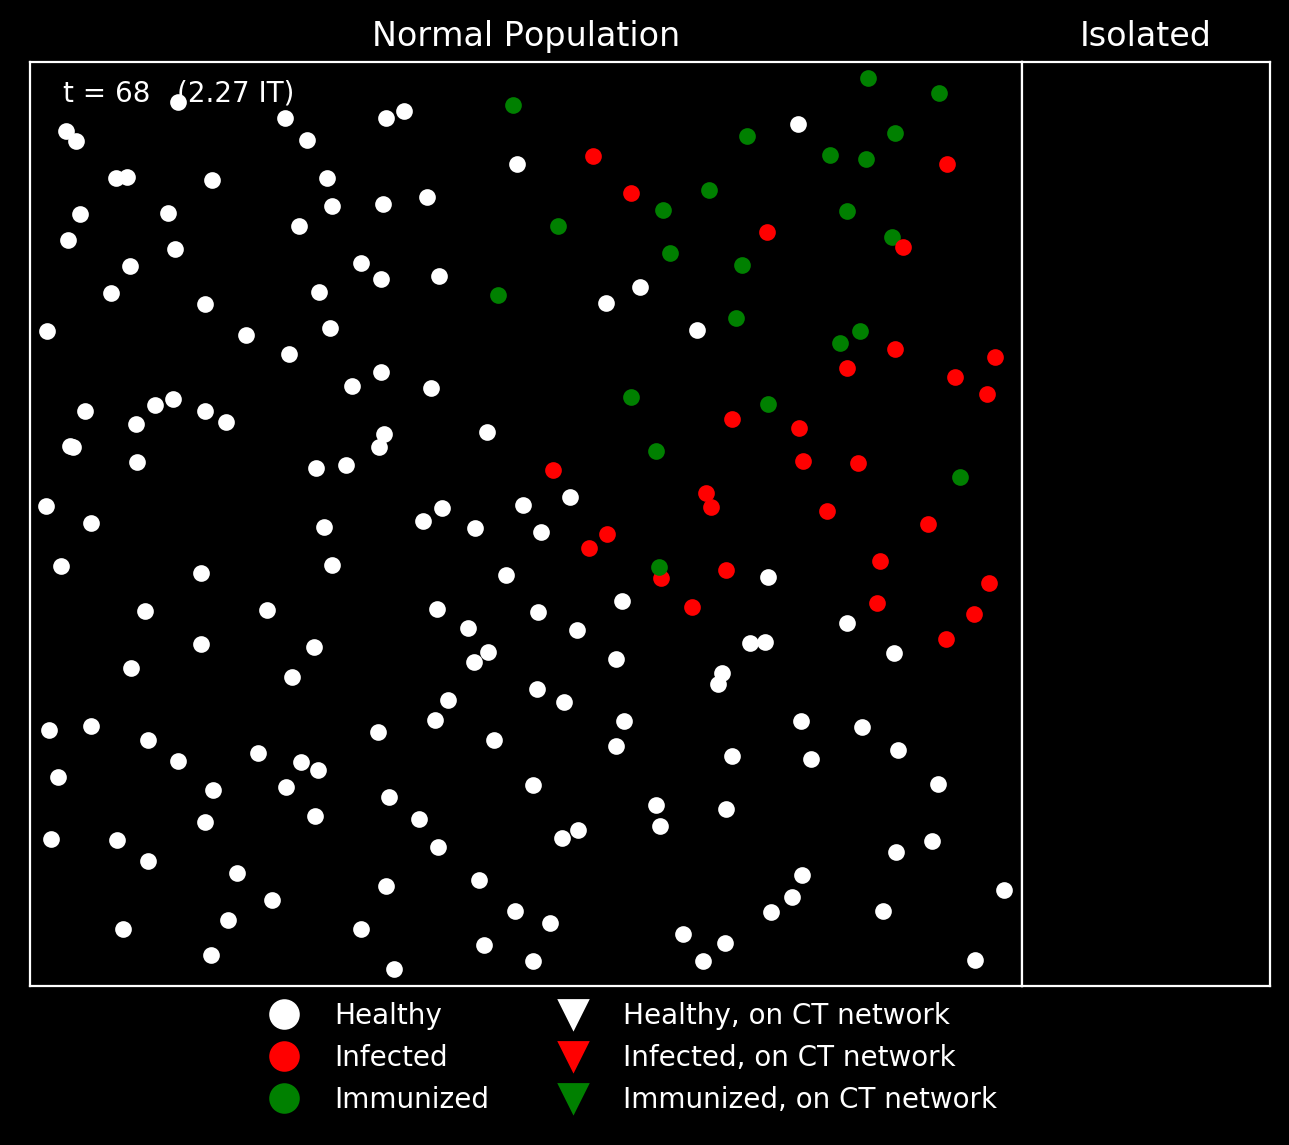 Normal Population
Isolated
t = 68   (2.27 IT)
Healthy
Healthy, on CT network
Infected
Infected, on CT network
Immunized
Immunized, on CT network